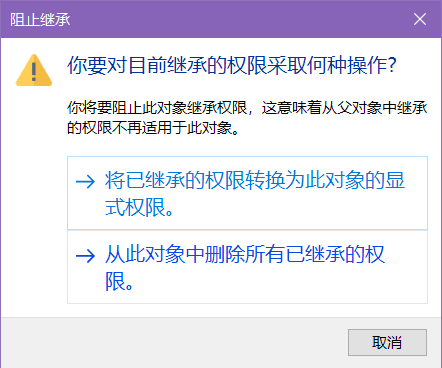 阻止继承
你要对目前继承的权限采取何种操作?
你将要阻止此对象继承权限，这意味着从父对象中继承
的权限不再适用于此对象。
将已继承的权限转换为此对象的显
式权限。
从此对象中删除所有已继承的权
限。
取消